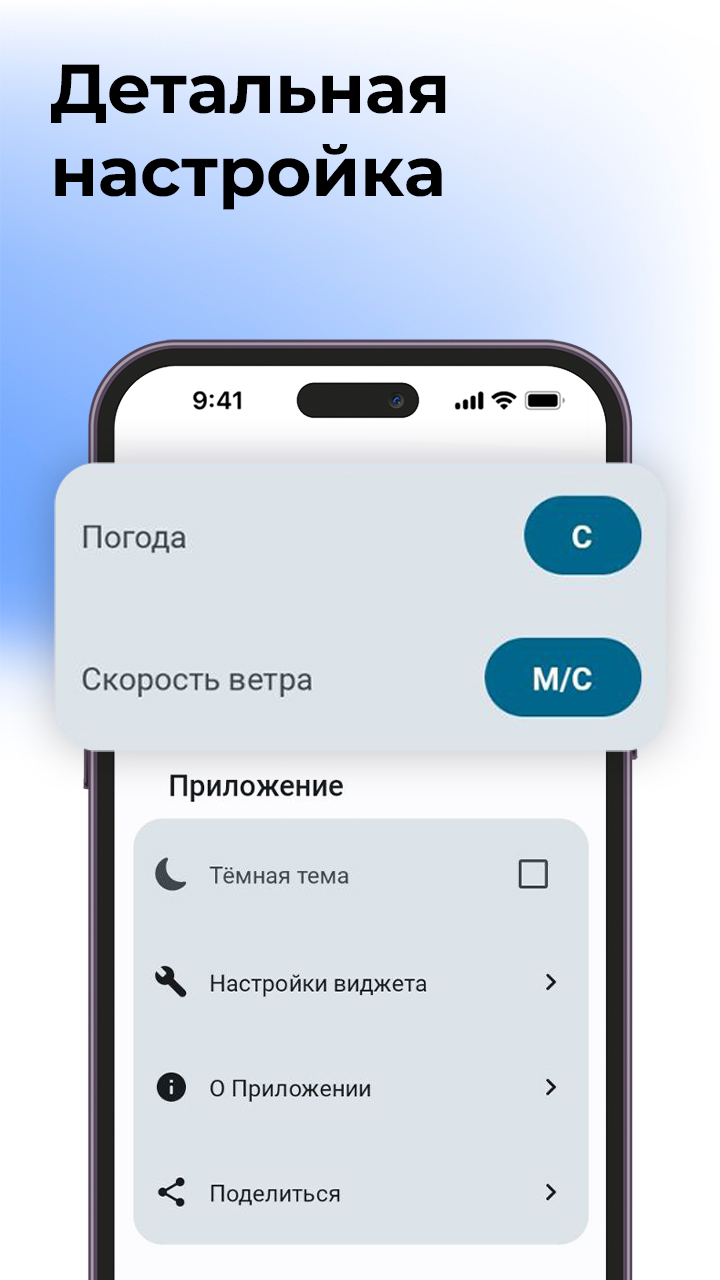 Детальная
настройка
9:41
Погода
С
Скорость ветра
М/С
Приложение
Тёмная тема
Настройки виджета
О Приложении
Поделиться